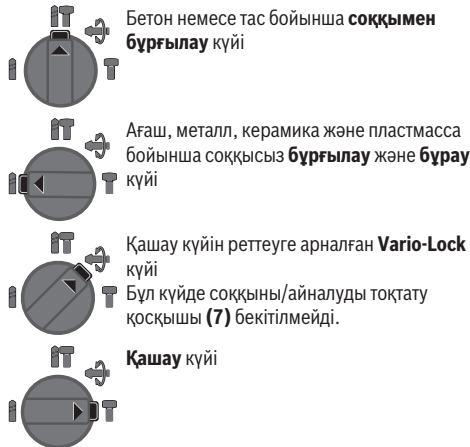 Бетон немесе тас бойынша соққымен
бұрғылау күйі
Ағаш, металл, керамика және пластмасса
бойынша соққысыз бұрғылау және бұрау
күйі
Қашау күйін реттеуге арналған Vario-Lock
күйі
Бұл күйде соққыны/айналуды тоқтату
қосқышы (7) бекітілмейді.
Қашау күйі